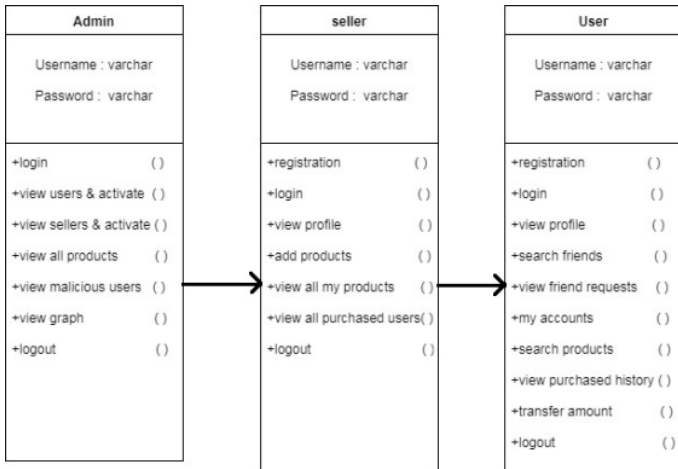 Admin
Username : varchar
Password : varchar
+login ( )
+view users & activate ( )
+view sellers & activate ( )
+view all products ( )
+view malicious users ( )
+view graph ( )
+logout ( )
seller
Username : varchar
Password : varchar
+registration ( )
+login ( )
+view profile ( )
+add products ( )
+view all my products ( )
+view all purchased users( )
+logout ( )
User
Username : varchar
Password : varchar
+registration ( )
+login ( )
+view profile ( )
+search friends ( )
+view friend requests ( )
+my accounts ( )
+search products ( )
+view purchased history ( )
+transfer amount ( )
+logout ( )